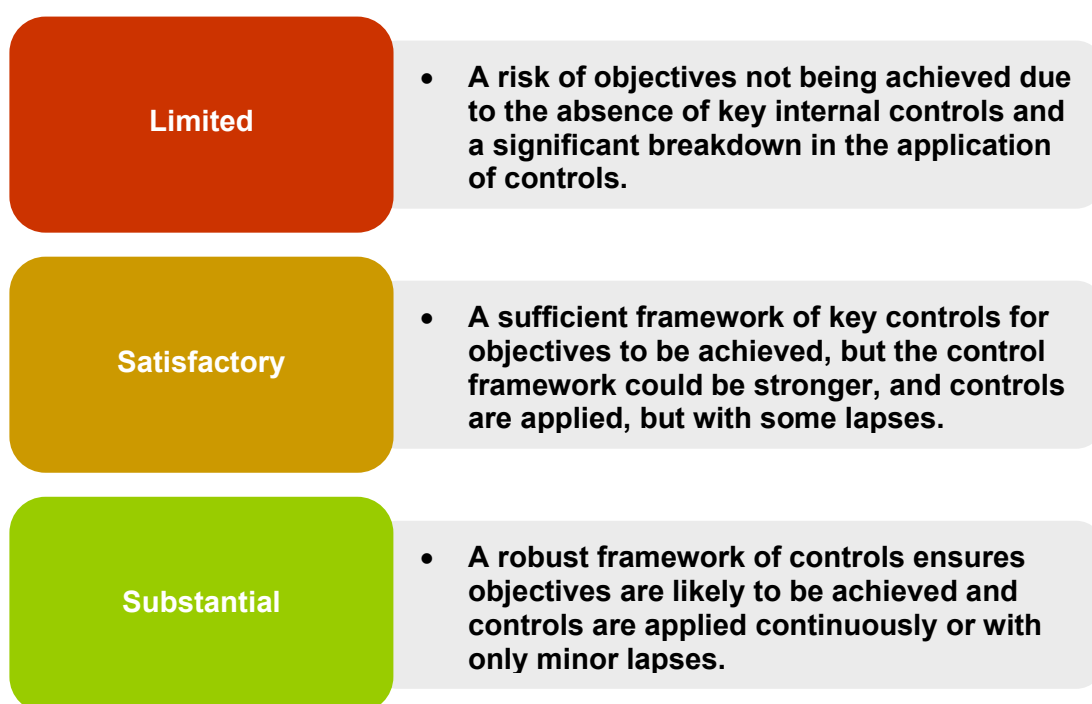 Limited
• A risk of objectives not being achieved due
to the absence of key internal controls and
a significant breakdown in the application
of controls.
Satisfactory
• A sufficient framework of key controls for
objectives to be achieved, but the control
framework could be stronger, and controls
are applied, but with some lapses.
Substantial
• A robust framework of controls ensures
objectives are likely to be achieved and
controls are applied continuously or with
only minor lapses.